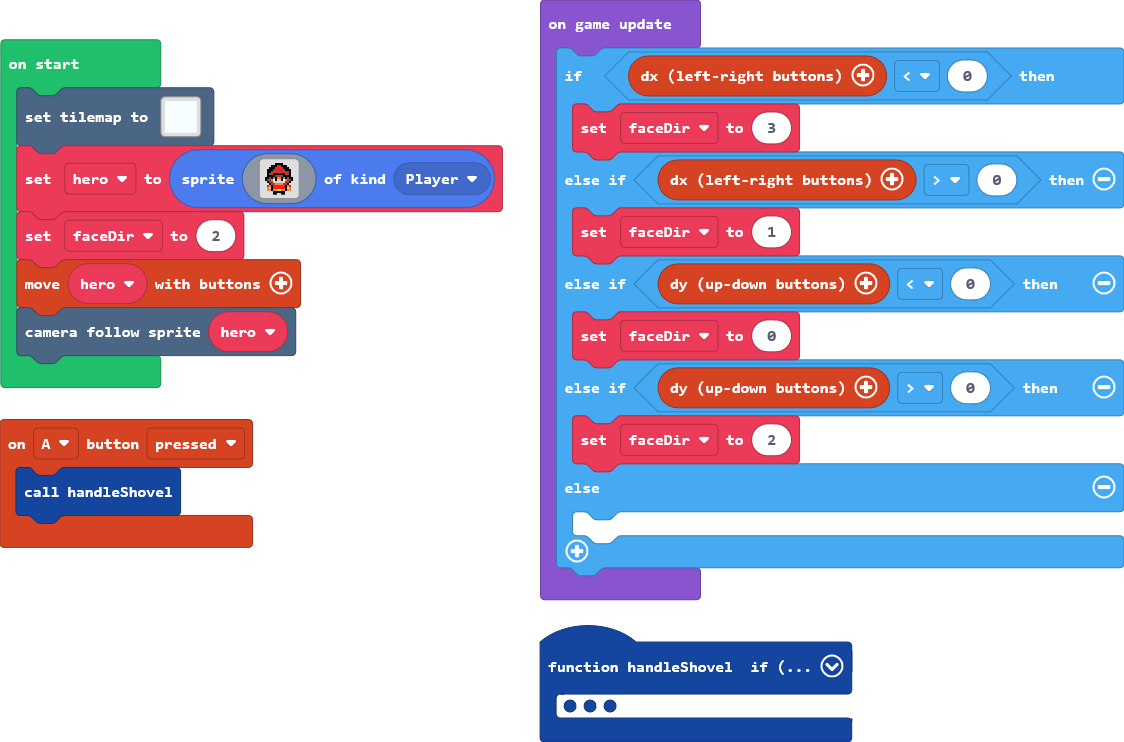 on start
set tilemap to
set hero to sprite of kind Player
set faceDir to 2
move hero with buttons
camera follow sprite hero
on A button pressed
call handleShovel
on game update
if dx (left-right buttons) < 0 then
set faceDir to 3
else if dx (left-right buttons) > 0 then
set faceDir to 1
else if dy (up-down buttons) < 0 then
set faceDir to 0
else if dy (up-down buttons) > 0 then
set faceDir to 2
else
function handleShovel if (...